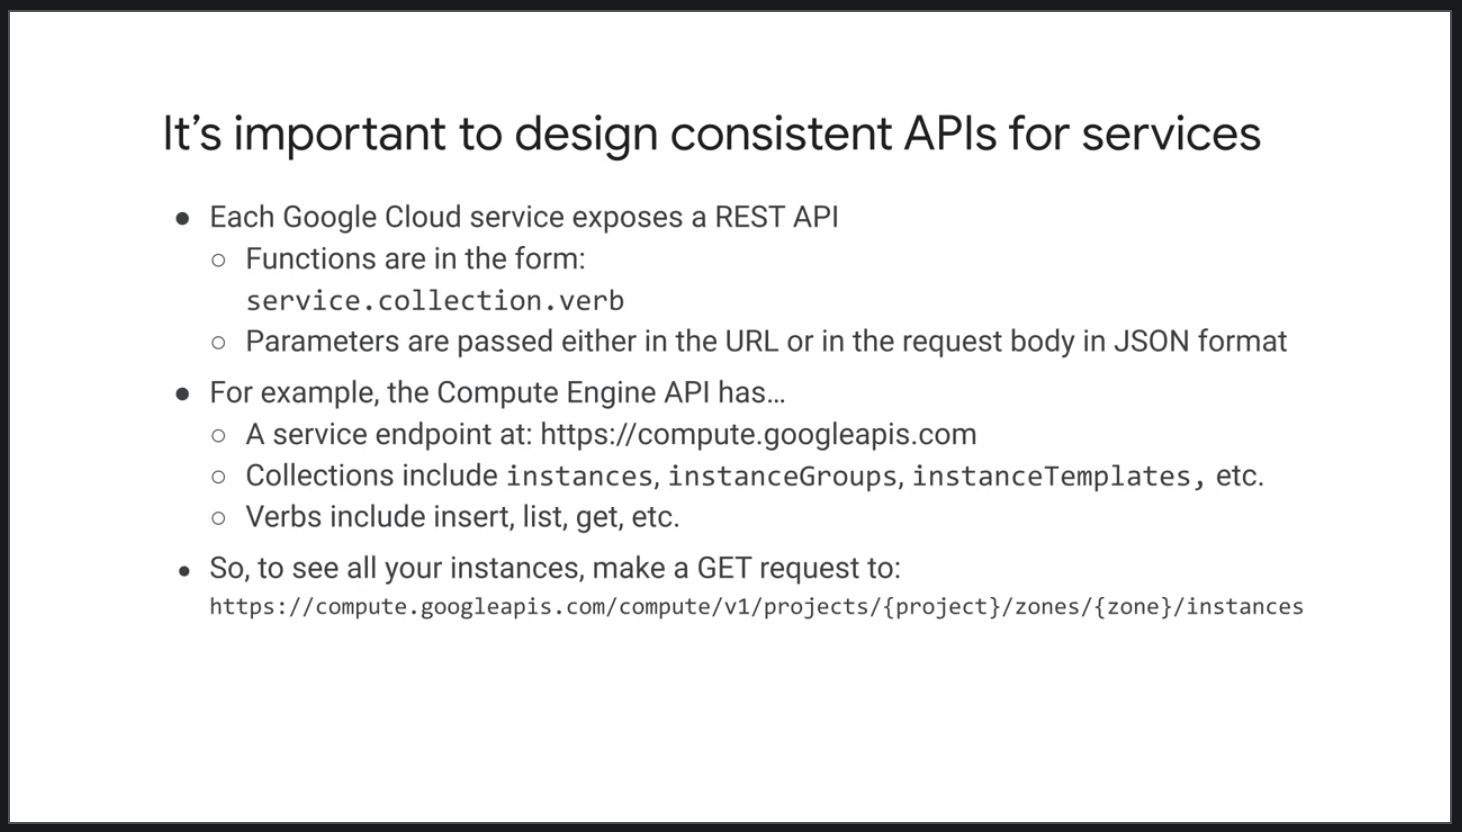 It’s important to design consistent APIs for services
● Each Google Cloud service exposes a REST API
○ Functions are in the form:
service.collection.verb
○ Parameters are passed either in the URL or in the request body in JSON format
● For example, the Compute Engine API has…
○ A service endpoint at: https://compute.googleapis.com
○ Collections include instances, instanceGroups, instanceTemplates, etc.
○ Verbs include insert, list, get, etc.
● So, to see all your instances, make a GET request to:
https://compute.googleapis.com/compute/v1/projects/{project}/zones/{zone}/instances